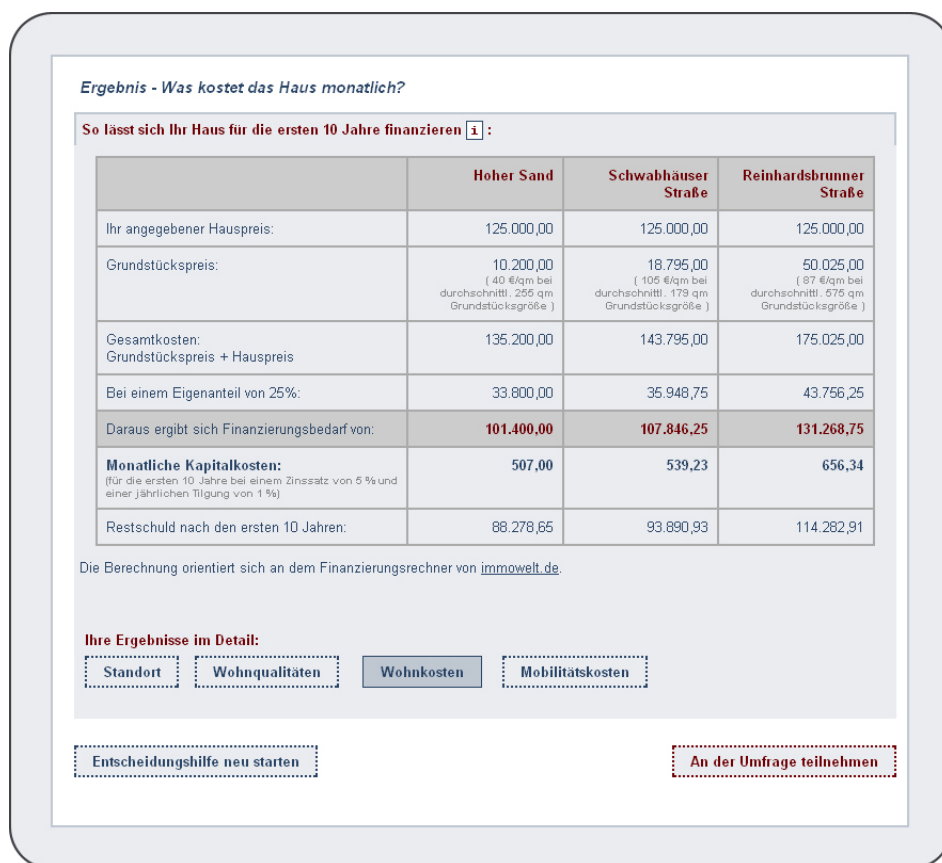 Ergebnis - Was kostet das Haus monatlich?
So lässt sich Ihr Haus für die ersten 10 Jahre finanzieren i :
Hoher Sand
Schwabhäuser
Straße
Reinhardsbrunner
Straße
Ihr angegebener Hauspreis:
125.000,00
125.000,00
125.000,00
Grundstückspreis:
10.200,00
( 40 €/qm bei
durchschnittl. 255 qm
Grundstücksgröße )
18.795,00
( 105 €/qm bei
durchschnittl. 179 qm
Grundstücksgröße )
50.025,00
( 87 €/qm bei
durchschnittl. 575 qm
Grundstücksgröße )
Gesamtkosten:
Grundstückspreis + Hauspreis
135.200,00
143.795,00
175.025,00
Bei einem Eigenanteil von 25%:
33.800,00
35.948,75
43.756,25
Daraus ergibt sich Finanzierungsbedarf von:
101.400,00
107.846,25
131.268,75
Monatliche Kapitalkosten:
(für die ersten 10 Jahre bei einem Zinssatz von 5 % und
einer jährlichen Tilgung von 1 %)
507,00
539,23
656,34
Restschuld nach den ersten 10 Jahren:
88.278,65
93.890,93
114.282,91
Die Berechnung orientiert sich an dem Finanzierungsrechner von immowelt.de.
Ihre Ergebnisse im Detail:
Standort
Wohnqualitäten
Wohnkosten
Mobilitätskosten
Entscheidungshilfe neu starten
An der Umfrage teilnehmen